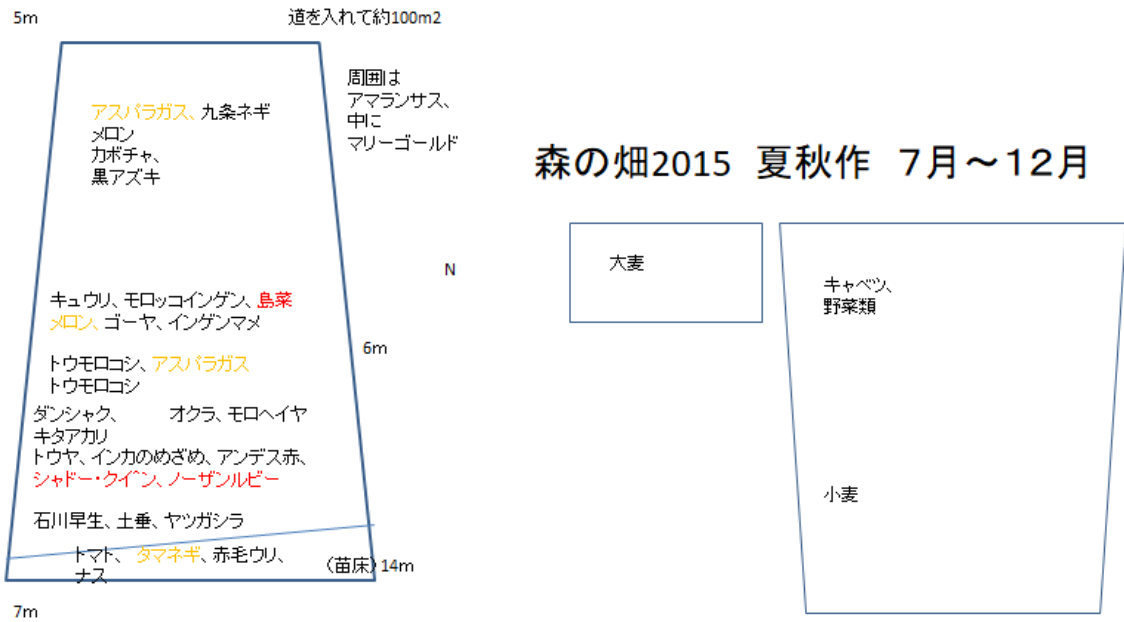 5m
道を入れて約100m2
周囲は
アマランサス、
中に
マリーゴールド
アスパラガス、九条ネギ
メロン
カボチャ、
黒アズキ
森の畑2015 夏秋作 7月～12月
大麦
キャベツ、
野菜類
N
キュウリ、モロッコインゲン、島菜
メロン、ゴーヤ、インゲンマメ
6m
トウモロコシ、アスパラガス
トウモロコシ
ダンシャク、 オクラ、モロヘイヤ
キタアカリ
トウヤ、インカのめざめ、アンデス赤、
シャドー・クイーン、ノーザンルビー
小麦
石川早生、土垂、ヤツガシラ
トマト、タマネギ、赤毛ウリ、
ナス
(苗床) 14m
7m